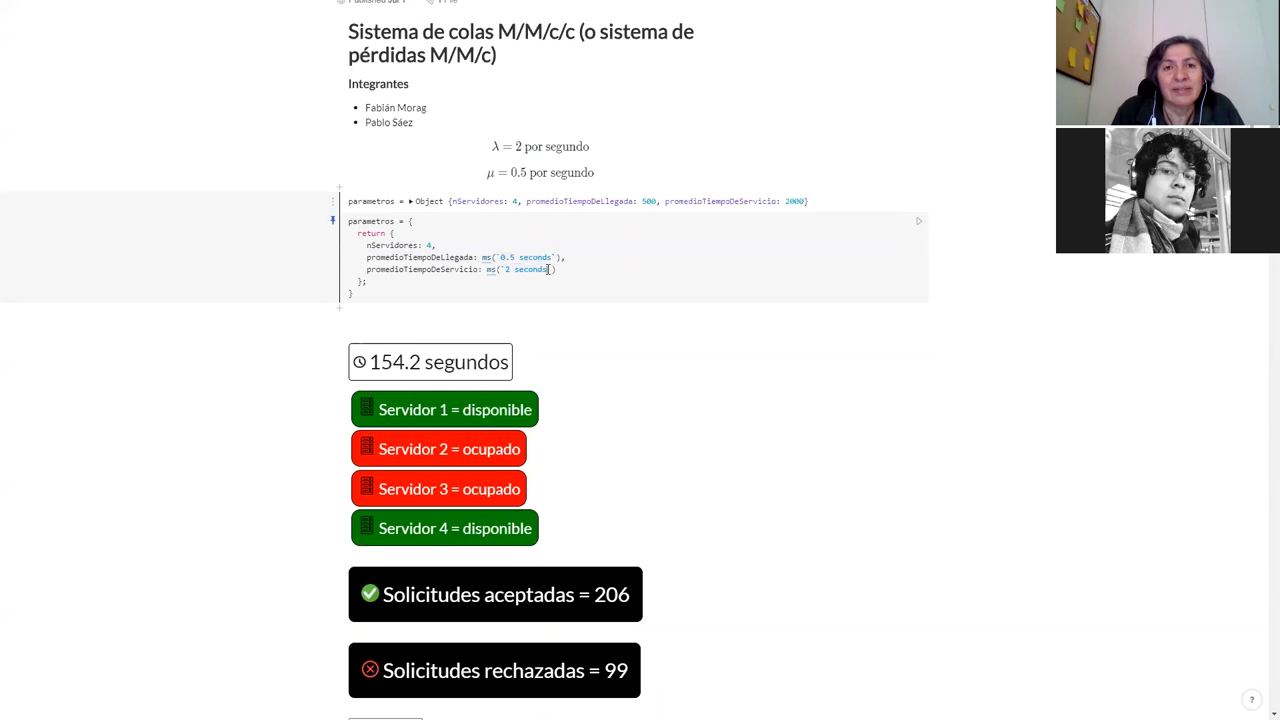 Sistema de colas M/M/c/c (o sistema de
pérdidas M/M/c)
Integrantes
Fabián Morag
Pablo Sáez
λ = 2 por segundo
μ = 0.5 por segundo
parametros = ▶ Object {nServidores: 4, promedioTiempoDeLlegada: 500, promedioTiempoDeServicio: 2000}
parametros = {
return {
nServidores: 4,
promedioTiempoDeLlegada: ms(`0.5 seconds`),
promedioTiempoDeServicio: ms(`2 seconds`)
};
}
154.2 segundos
Servidor 1 = disponible
Servidor 2 = ocupado
Servidor 3 = ocupado
Servidor 4 = disponible
Solicitudes aceptadas = 206
Solicitudes rechazadas = 99
?